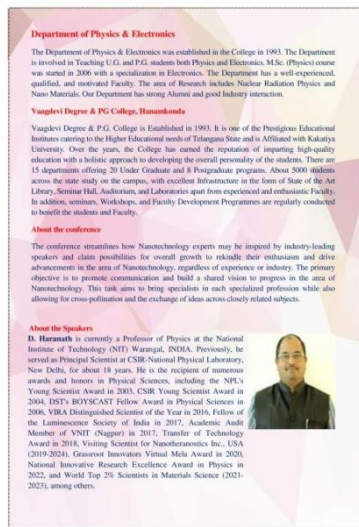 Department of Physics & Electronics
The Department of Physics & Electronics was established in the College in 1993. The Department
is involved in Teaching U.G. and P.G. students both Physics and Electronics. M.Sc. (Physics) course
was started in 2006 with a specialization in Electronics. The Department has a well-experienced,
qualified, and motivated Faculty. The area of Research includes Nuclear Radiation Physics and
Nano Materials. Our Department has strong Alumni and good Industry interaction.
Vaagdevi Degree & PG College, Hanamkonda
Vaagdevi Degree & P.G. College is Established in 1993. It is one of the Prestigious Educational
Institutes catering to the Higher Educational needs of Telangana State and is Affiliated with Kakatiya
University. Over the years, the College has earned the reputation of imparting high-quality
education with a holistic approach to developing the overall personality of the students. There are
15 departments offering 20 Under Graduate and 8 Postgraduate programs. About 5000 students
across the state study on the campus, with excellent Infrastructure in the form of State of the Art
Library, Seminar Hall, Auditorium, and Laboratories apart from experienced and enthusiastic Faculty.
In addition, seminars, Workshops, and Faculty Development Programmes are regularly conducted
to benefit the students and Faculty.
About the conference
The conference streamlines how Nanotechnology experts may be inspired by industry-leading
speakers and claim possibilities for overall growth to rekindle their enthusiasm and drive
advancements in the area of Nanotechnology, regardless of experience or industry. The primary
objective is to promote communication and build a shared vision to progress in the area of
Nanotechnology. This task aims to bring specialists in each specialized profession while also
allowing for cross-pollination and the exchange of ideas across closely related subjects.
About the Speakers
D. Haranath is currently a Professor of Physics at the
National Institute of Technology (NIT) Warangal, INDIA. Previously, he
served as Principal Scientist at CSIR-National Physical Laboratory,
New Delhi, for about 18 years. He is the recipient of numerous
awards and honors in Physical Sciences, including the NPL's
Young Scientist Award in 2003, CSIR Young Scientist Award in
2004, DST's BOYSCAST Fellow Award in Physical Sciences in
2006, VIRA Distinguished Scientist of the Year in 2016, Fellow of
the Luminescence Society of India in 2017, Academic Audit
Member of VNIT (Nagpur) in 2017, Transfer of Technology
Award in 2018, Visiting Scientist for Nanotheranostics Inc., USA
(2019-2024), Grassroot Innovators Virtual Mela Award in 2020,
National Innovative Research Excellence Award in Physics in
2022, and World Top 2% Scientists in Materials Science (2021-
2023), among others.